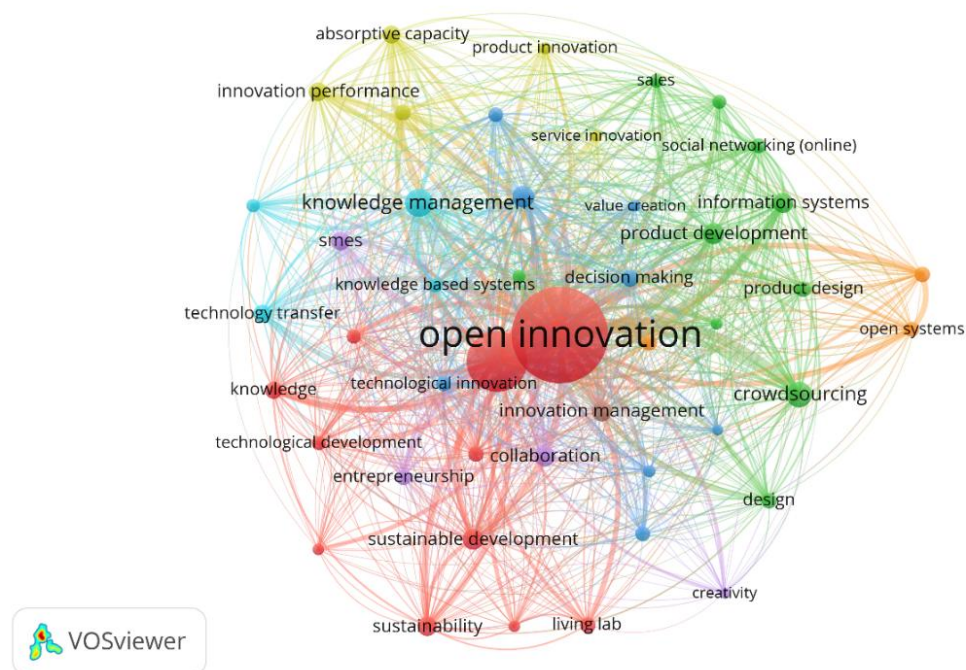 absorptive capacity
product innovation
innovation performance
sales
service innovation
social networking (online)
knowledge management
value creation
information systems
smes
product development
knowledge based systems
decision making
product design
technology transfer
open innovation
open systems
knowledge
technological innovation
crowdsourcing
innovation management
technological development
collaboration
entrepreneurship
design
sustainable development
creativity
sustainability
living lab
VOSviewer